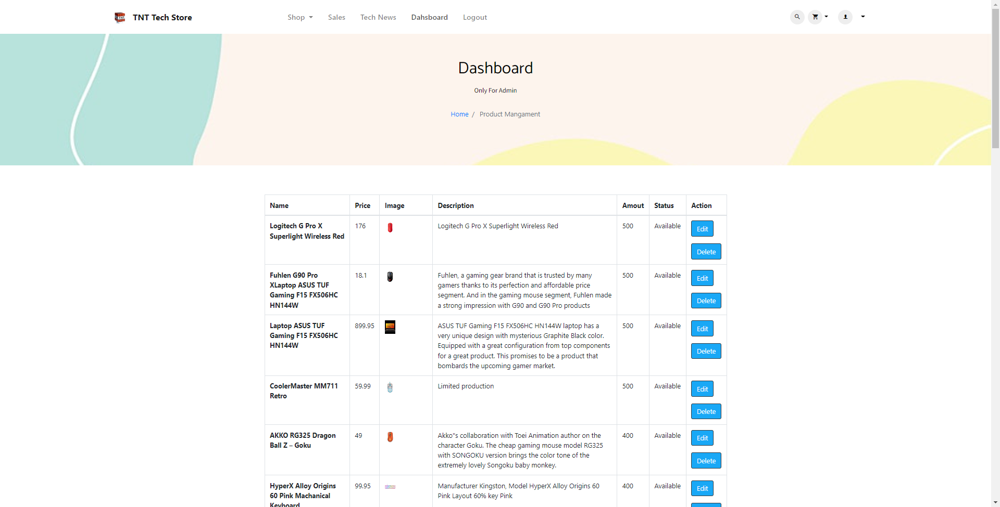 TNT Tech Store
Shop
Sales
Tech News
Dahsboard
Logout
Dashboard
Only For Admin
Home / Product Mangament
Name Price Image Description Amout Status Action
Logitech G Pro X
Superlight Wireless Red
176
Logitech G Pro X Superlight Wireless Red
500
Available
Edit
Delete
Fuhlen G90 Pro
XLaptop ASUS TUF
Gaming F15 FX506HC
HN144W
18.1
Fuhlen, a gaming gear brand that is trusted by many
gamers thanks to its perfection and affordable price
segment. And in the gaming mouse segment, Fuhlen made
a strong impression with G90 and G90 Pro products
500
Available
Edit
Delete
Laptop ASUS TUF
Gaming F15 FX506HC
HN144W
899.95
ASUS TUF Gaming F15 FX506HC HN144W laptop has a
very unique design with mysterious Graphite Black color.
Equipped with a great configuration from top components
for a great product. This promises to be a product that
bombards the upcoming gamer market.
500
Available
Edit
Delete
CoolerMaster MM711
Retro
59.99
Limited production
500
Available
Edit
Delete
AKKO RG325 Dragon
Ball Z – Goku
49
Akko"s collaboration with Toei Animation author on the
character Goku. The cheap gaming mouse model RG325
with SONGOKU version brings the color tone of the
extremely lovely Songoku baby monkey.
400
Available
Edit
Delete
HyperX Alloy Origins
60 Pink Machanical
Keyboard
99.95
Manufacturer Kingston, Model HyperX Alloy Origins 60
Pink Layout 60% key Pink
400
Available
Edit